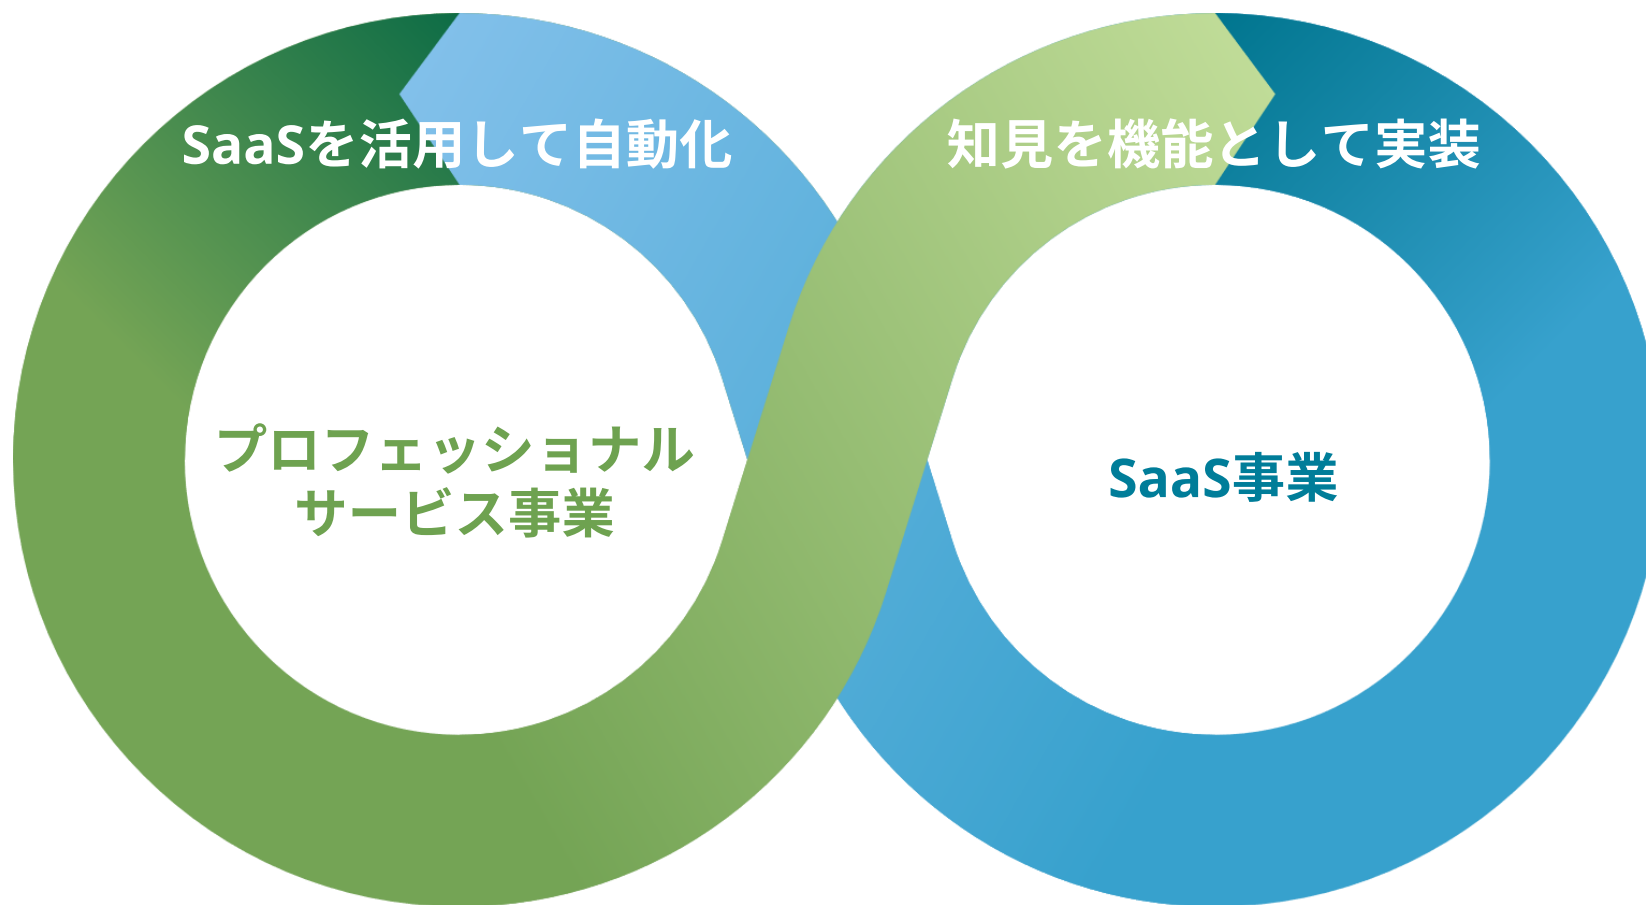 SaaSを活用して自動化
知見を機能として実装
プロフェッショナル
サービス事業
SaaS事業